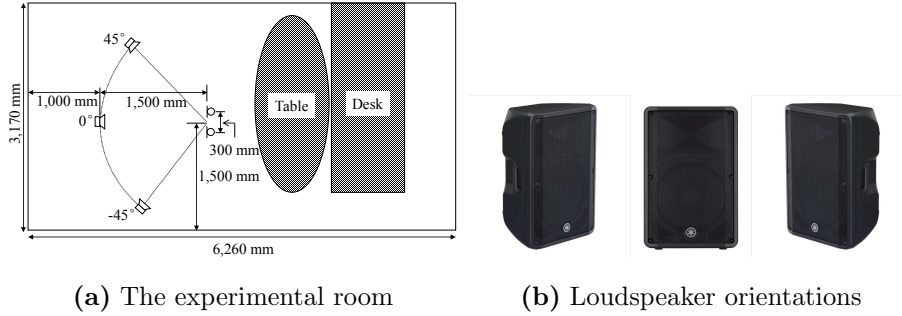 45°
1,000 mm
1,500 mm
0°
Table
Desk
3,170 mm
300 mm
1,500 mm
-45°
6,260 mm
(a) The experimental room
(b) Loudspeaker orientations